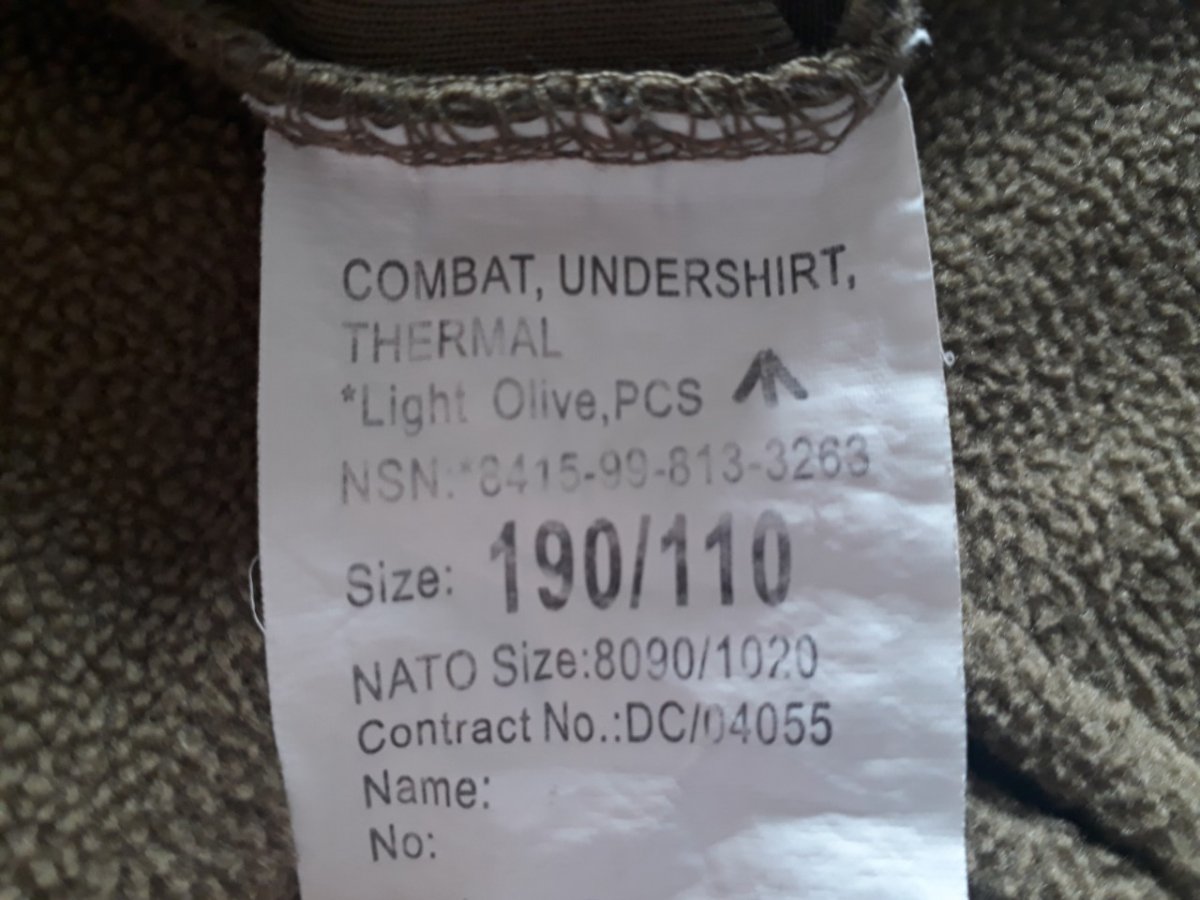 COMBAT, UNDERSHIRT,
THERMAL
*Light Olive,PCS
NSN:*8415-99-813-3263
Size: 190/110
NATO Size:8090/1020
Contract No.:DC/04055
Name:
No: